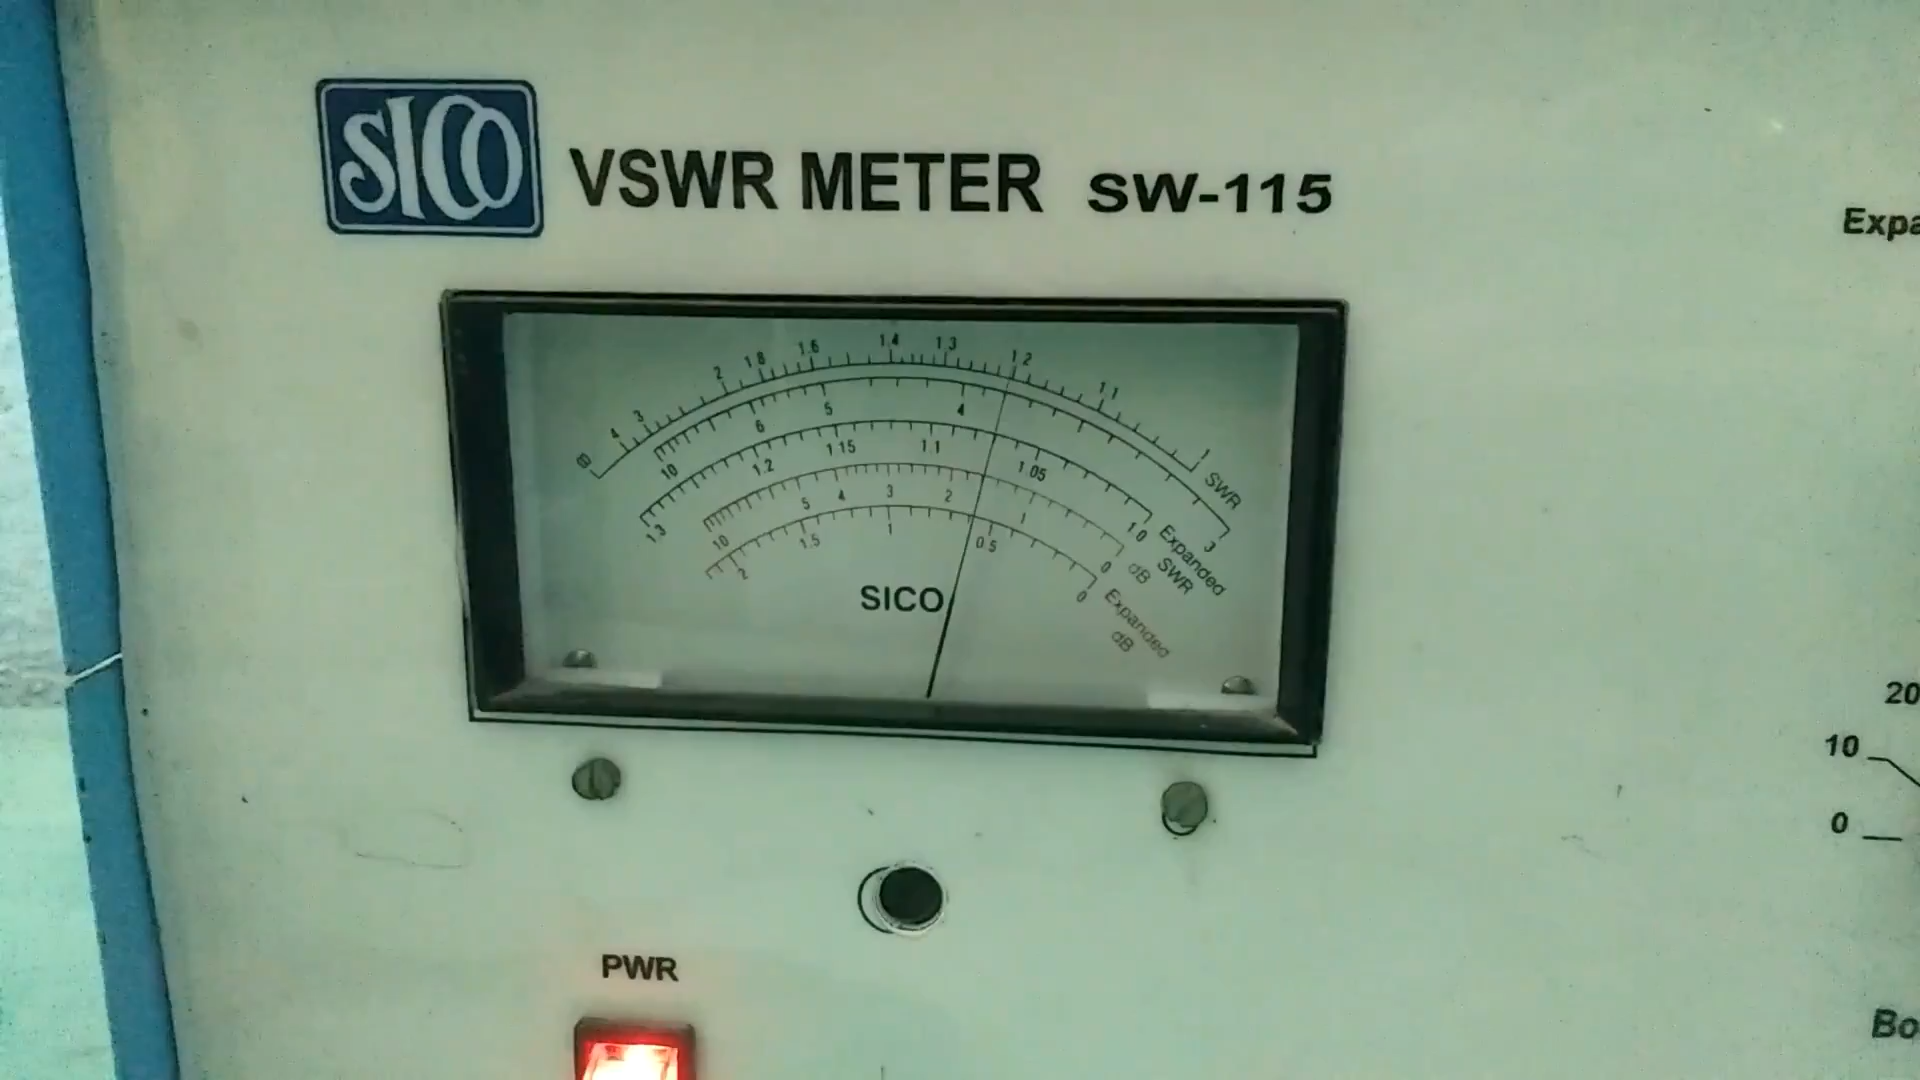 SICO
VSWR METER SW-115
Expa
∞ 4 3 2 1.8 1.6 1.4 1.3 1.2 1.1 1 SWR
10 6 5 4 3
1.3 1.2 1.15 1.1 1.05 1.0 Expanded SWR
10 5 4 3 2 1 0 dB
2 1.5 1 0.5 0 Expanded dB
SICO
20
10
0
PWR
Bo